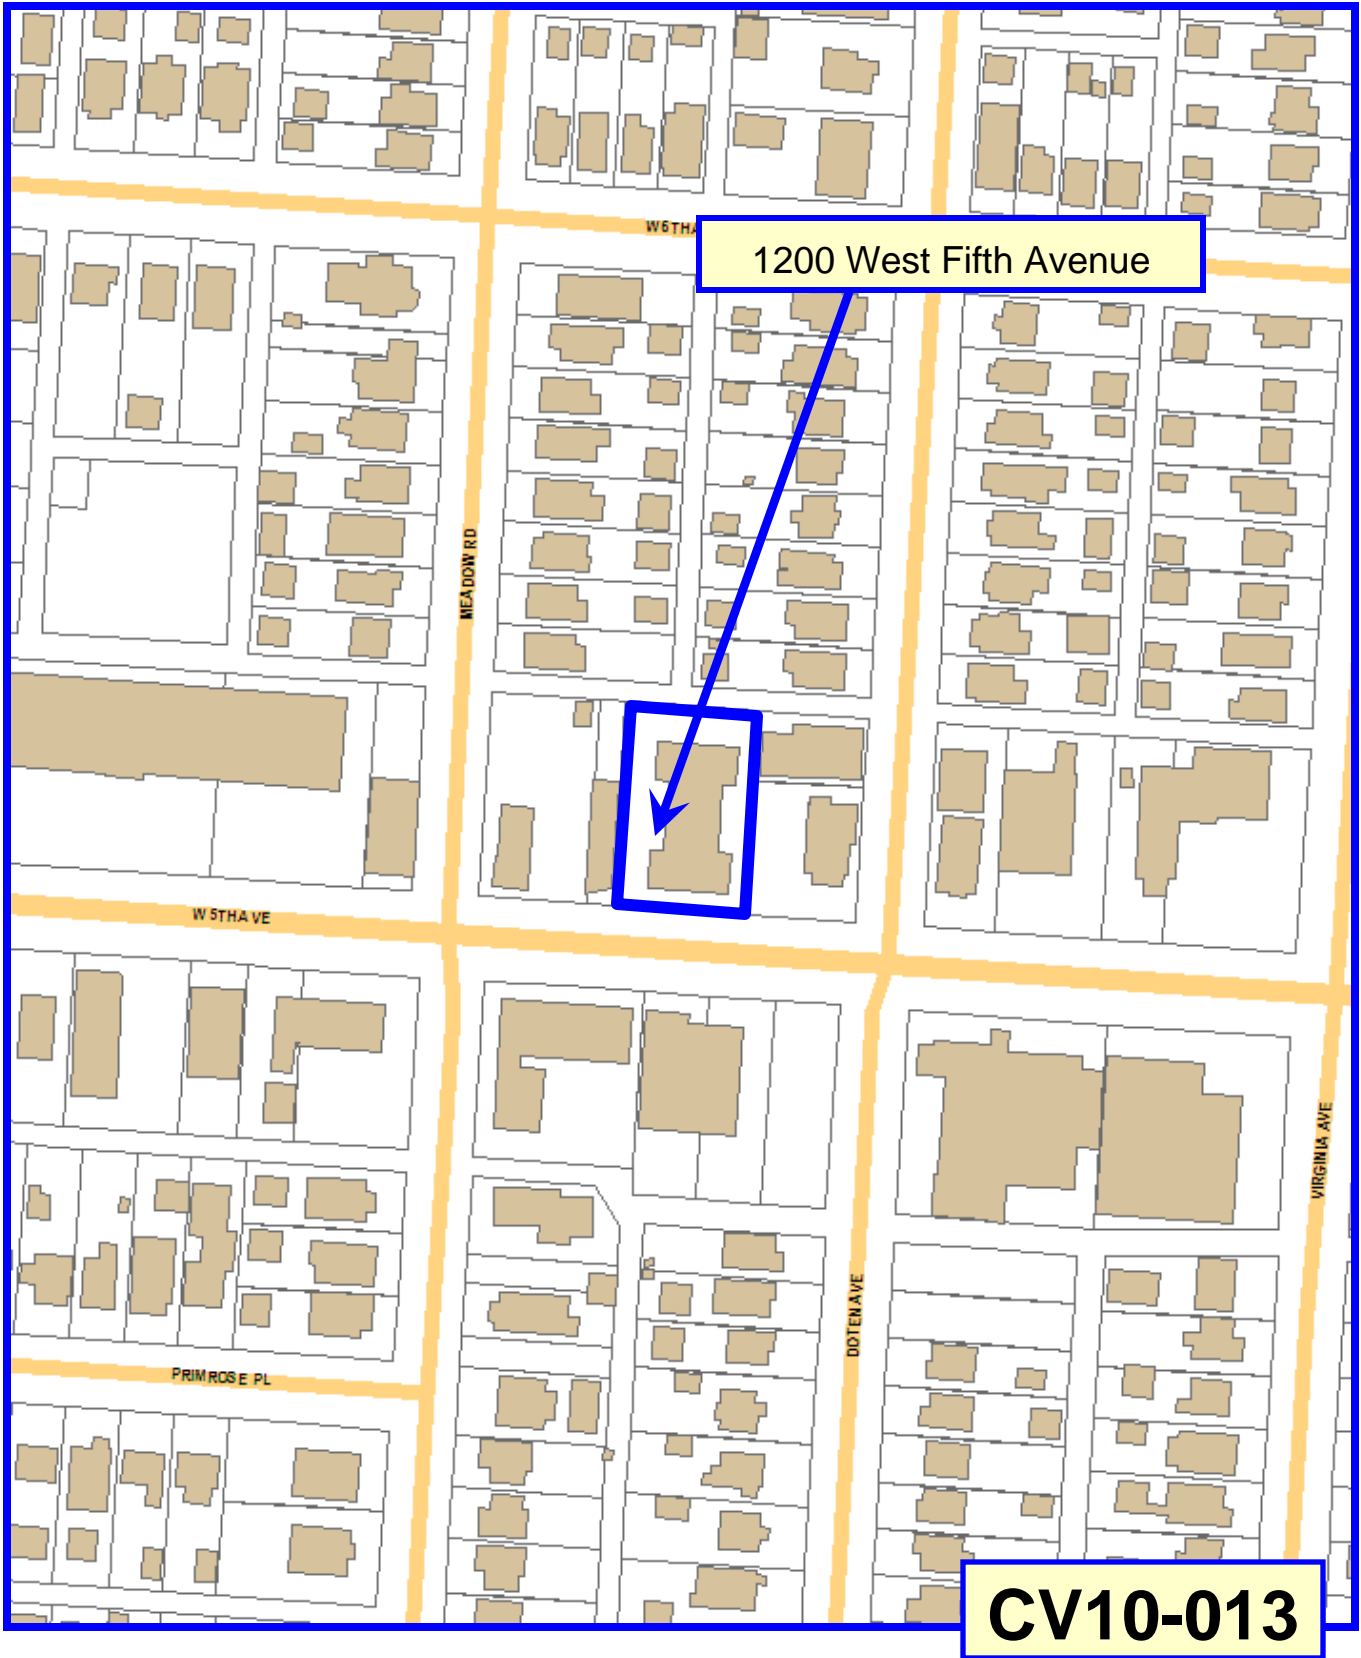 W 6TH A
1200 West Fifth Avenue
MEADOW RD
W 5TH AVE
VIRGINIA AVE
DOTEN AVE
PRIMROSE PL
CV10-013